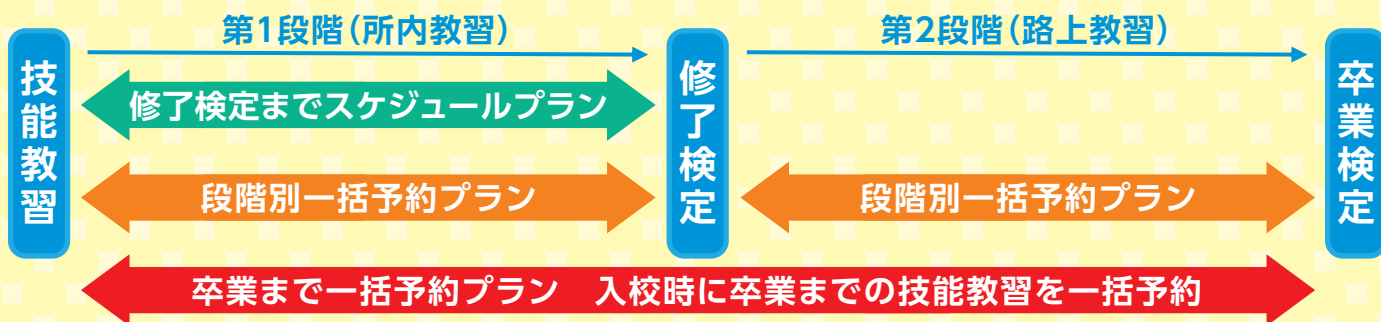 第1段階（所内教習）
第2段階（路上教習）
技能教習
修了検定までスケジュールプラン
修了検定
卒業検定
段階別一括予約プラン
段階別一括予約プラン
卒業まで一括予約プラン　入校時に卒業までの技能教習を一括予約